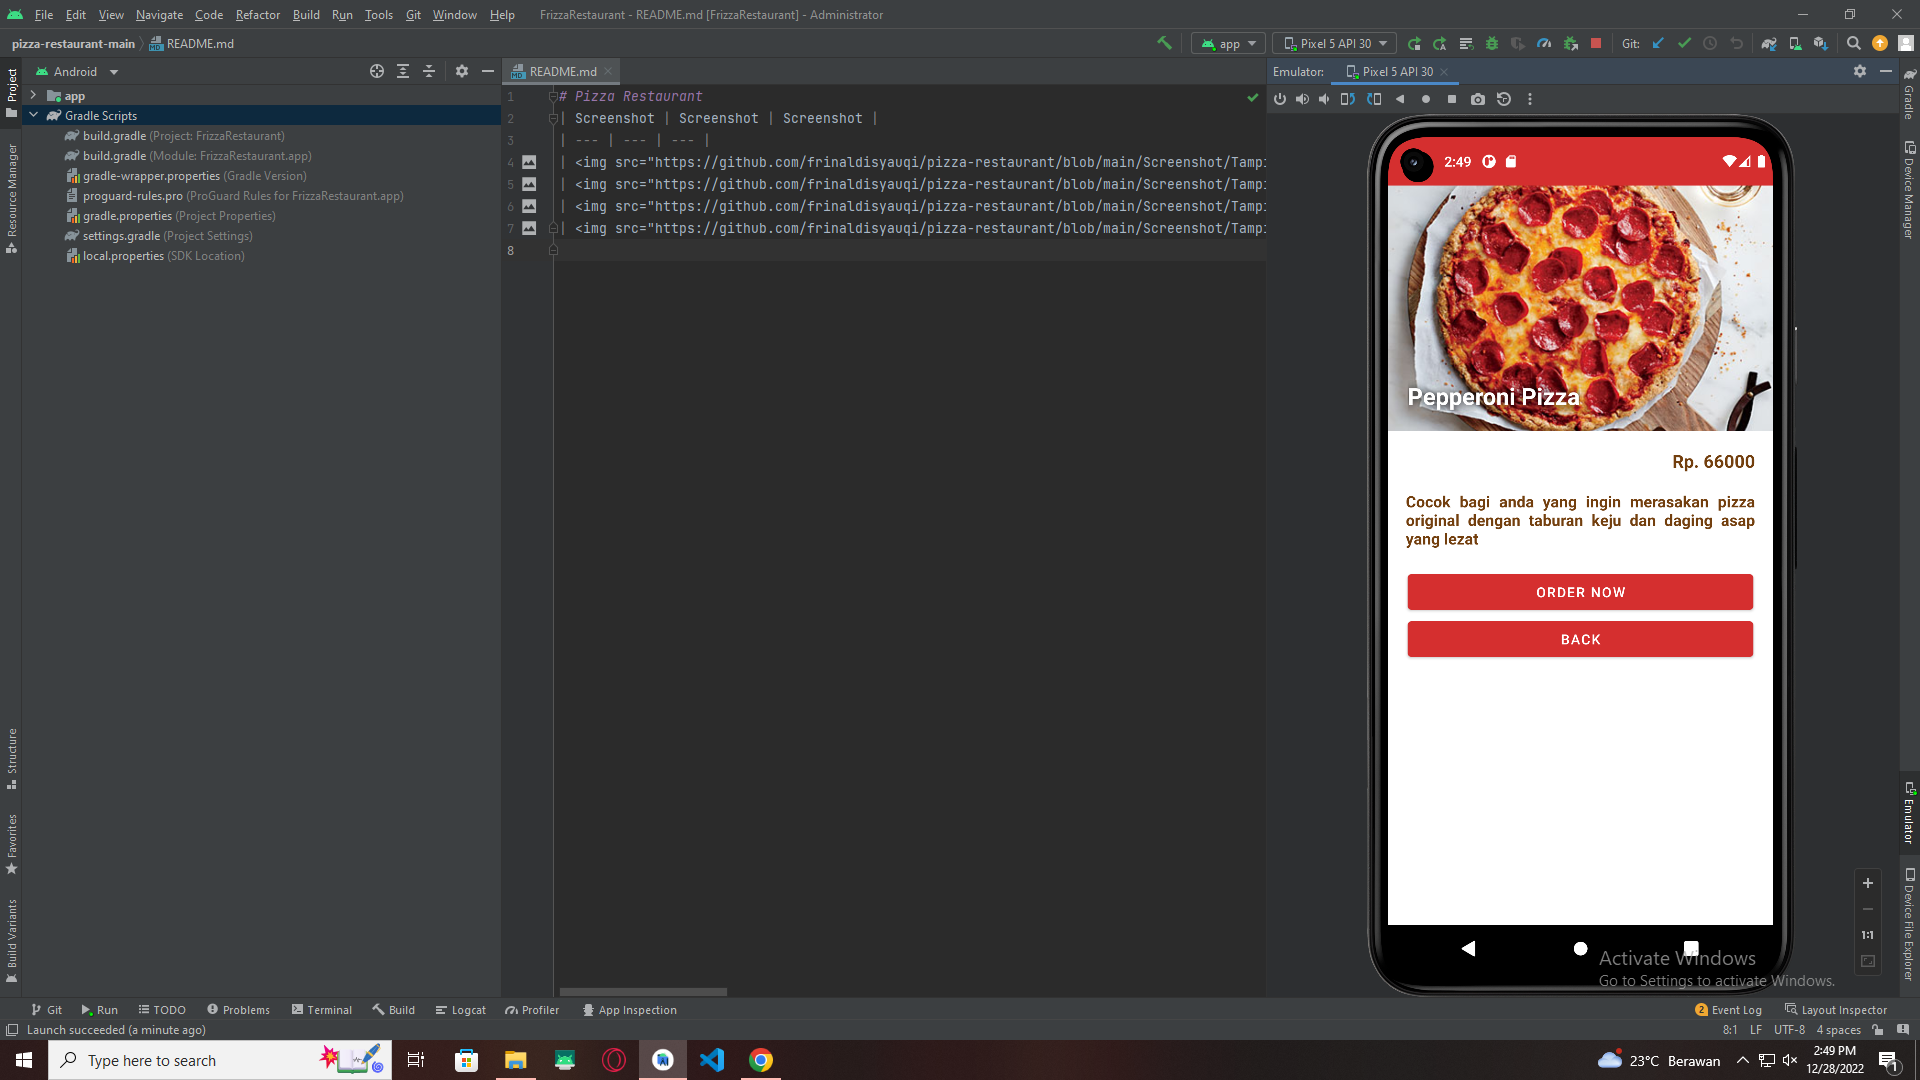 File Edit View Navigate Code Refactor Build Run Tools Git Window Help FrizzaRestaurant - README.md [FrizzaRestaurant] - Administrator
pizza-restaurant-main README.md app Pixel 5 API 30 Git:
Project
Resource Manager
Structure
Favorites
Build Variants
Android
app
Gradle Scripts
build.gradle (Project: FrizzaRestaurant)
build.gradle (Module: FrizzaRestaurant.app)
gradle-wrapper.properties (Gradle Version)
proguard-rules.pro (ProGuard Rules for FrizzaRestaurant.app)
gradle.properties (Project Properties)
settings.gradle (Project Settings)
local.properties (SDK Location)
README.md
1 # Pizza Restaurant
2 | Screenshot | Screenshot | Screenshot |
3 | --- | --- | --- |
4 | <img src="https://github.com/frinaldisyauqi/pizza-restaurant/blob/main/Screenshot/Tampi
5 | <img src="https://github.com/frinaldisyauqi/pizza-restaurant/blob/main/Screenshot/Tampi
6 | <img src="https://github.com/frinaldisyauqi/pizza-restaurant/blob/main/Screenshot/Tampi
7 | <img src="https://github.com/frinaldisyauqi/pizza-restaurant/blob/main/Screenshot/Tampi
8
Emulator: Pixel 5 API 30
2:49
Pepperoni Pizza
Rp. 66000
Cocok bagi anda yang ingin merasakan pizza
original dengan taburan keju dan daging asap
yang lezat
ORDER NOW
BACK
1:1
Activate Windows
Go to Settings to activate Windows.
Gradle
Device Manager
Emulator
Device File Explorer
Git Run TODO Problems Terminal Build Logcat Profiler App Inspection 2 Event Log Layout Inspector
Launch succeeded (a minute ago) 8:1 LF UTF-8 4 spaces
Type here to search 23°C Berawan 2:49 PM
12/28/2022 1